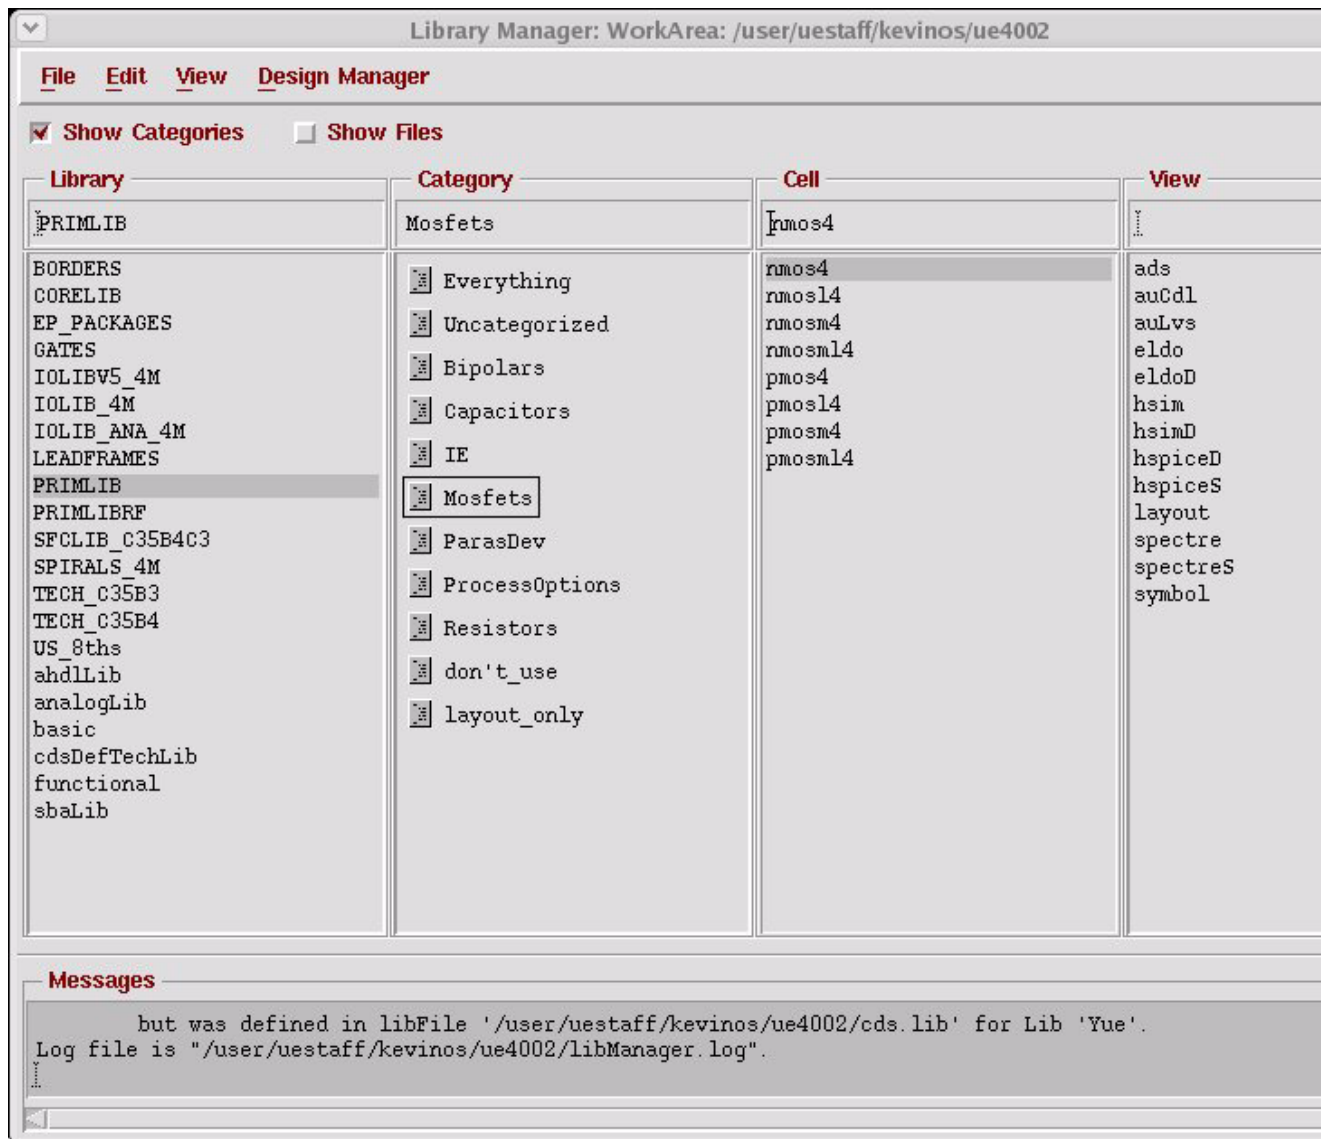 Library Manager: WorkArea: /user/uestaff/kevinos/ue4002
File Edit View Design Manager
Show Categories Show Files
Library
PRIMLIB
BORDERS
CORELIB
EP_PACKAGES
GATES
IOLIBV5_4M
IOLIB_4M
IOLIB_ANA_4M
LEADFRAMES
PRIMLIB
PRIMLIBRF
SFCLIB_C35B4C3
SPIRALS_4M
TECH_C35B3
TECH_C35B4
US_8ths
ahdlLib
analogLib
basic
cdsDefTechLib
functional
sbaLib
Category
Mosfets
Everything
Uncategorized
Bipolars
Capacitors
IE
Mosfets
ParasDev
ProcessOptions
Resistors
don't_use
layout_only
Cell
nmos4
nmos4
nmosl4
nmosm4
nmosml4
pmos4
pmosl4
pmosm4
pmosml4
View
ads
auCdl
auLvs
eldo
eldoD
hsim
hsimD
hspiceD
hspiceS
layout
spectre
spectreS
symbol
Messages
but was defined in libFile '/user/uestaff/kevinos/ue4002/cds.lib' for Lib 'Yue'.
Log file is "/user/uestaff/kevinos/ue4002/libManager.log".